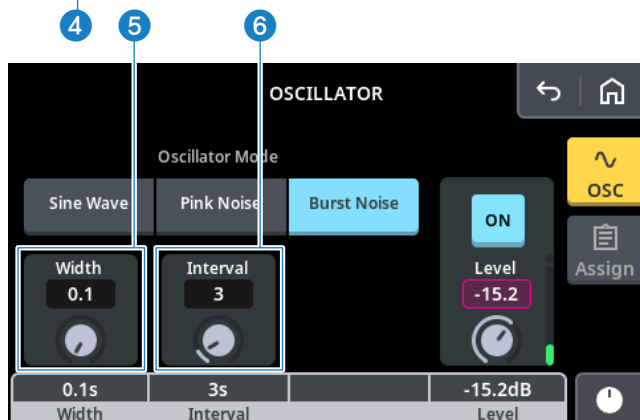 4 5 6
OSCILLATOR
Oscillator Mode
Sine Wave Pink Noise Burst Noise
ON
OSC
Width Interval Level
0.1 3 -15.2
Assign
0.1s 3s -15.2dB
Width Interval Level